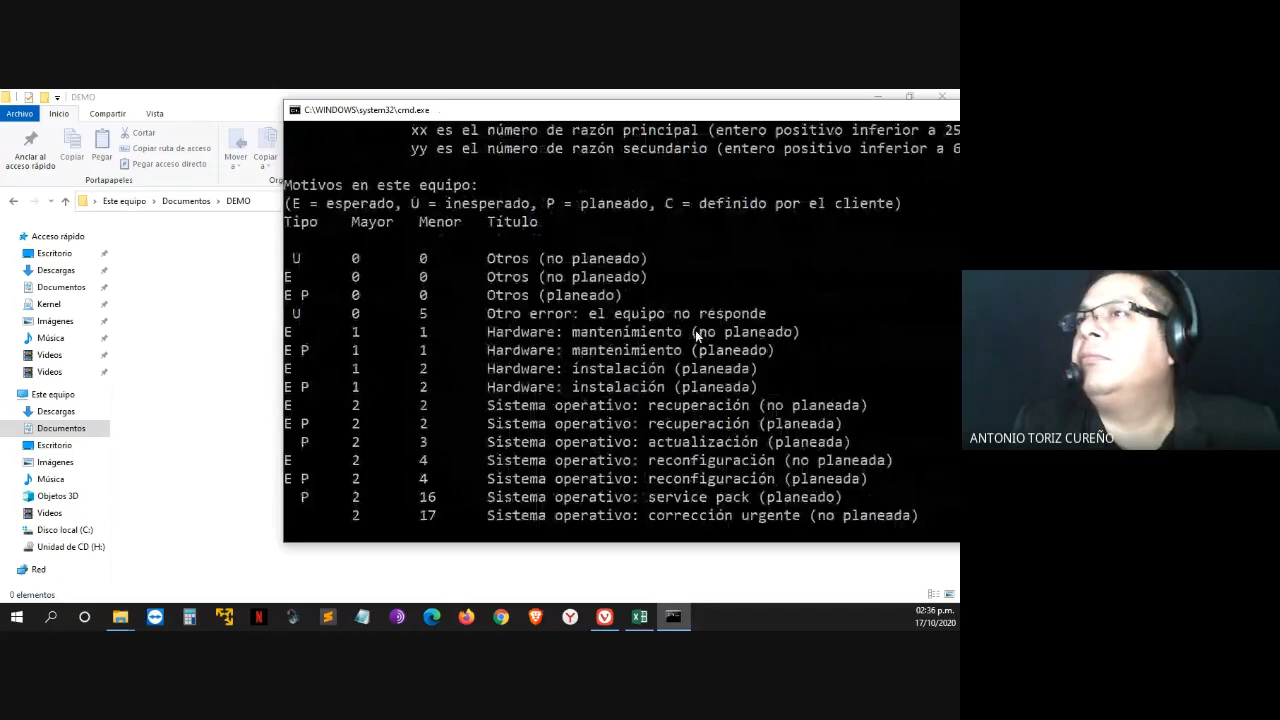 DEMO
C:\WINDOWS\system32\cmd.exe
Archivo Inicio Compartir Vista
Anclar al acceso rápido
Copiar
Pegar
Cortar
Copiar ruta de acceso
Pegar acceso directo
Mover a
Copiar a
Portapapeles
Org
Este equipo > Documentos > DEMO
Acceso rápido
Escritorio
Descargas
Documentos
Kernel
Imágenes
Música
Videos
Videos
Este equipo
Descargas
Documentos
Escritorio
Imágenes
Música
Objetos 3D
Videos
Disco local (C:)
Unidad de CD (H:)
Red
0 elementos
xx es el número de razón principal (entero positivo inferior a 25
yy es el número de razón secundario (entero positivo inferior a 6
Motivos en este equipo:
(E = esperado, U = inesperado, P = planeado, C = definido por el cliente)
Tipo Mayor Menor Título
U 0 0 Otros (no planeado)
E 0 0 Otros (no planeado)
E P 0 0 Otros (planeado)
U 0 5 Otro error: el equipo no responde
E 1 1 Hardware: mantenimiento (no planeado)
E P 1 1 Hardware: mantenimiento (planeado)
E 1 2 Hardware: instalación (planeada)
E P 1 2 Hardware: instalación (planeada)
E 2 2 Sistema operativo: recuperación (no planeada)
E P 2 2 Sistema operativo: recuperación (planeada)
P 2 3 Sistema operativo: actualización (planeada)
E 2 4 Sistema operativo: reconfiguración (no planeada)
E P 2 4 Sistema operativo: reconfiguración (planeada)
P 2 16 Sistema operativo: service pack (planeado)
2 17 Sistema operativo: corrección urgente (no planeada)
02:36 p.m.
17/10/2020
ANTONIO TORIZ CUREÑO